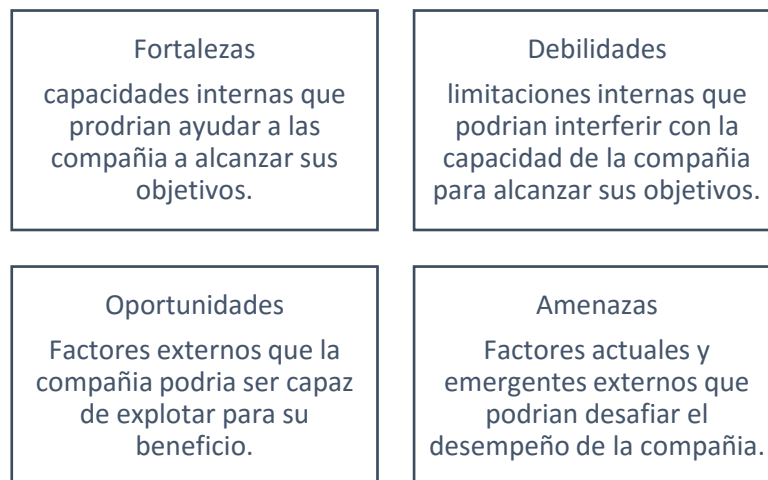 Fortalezas
capacidades internas que
prodrian ayudar a las
compañia a alcanzar sus
objetivos.
Debilidades
limitaciones internas que
podrian interferir con la
capacidad de la compañia
para alcanzar sus objetivos.
Oportunidades
Factores externos que la
compañia podria ser capaz
de explotar para su
beneficio.
Amenazas
Factores actuales y
emergentes externos que
podrian desafiar el
desempeño de la compañia.